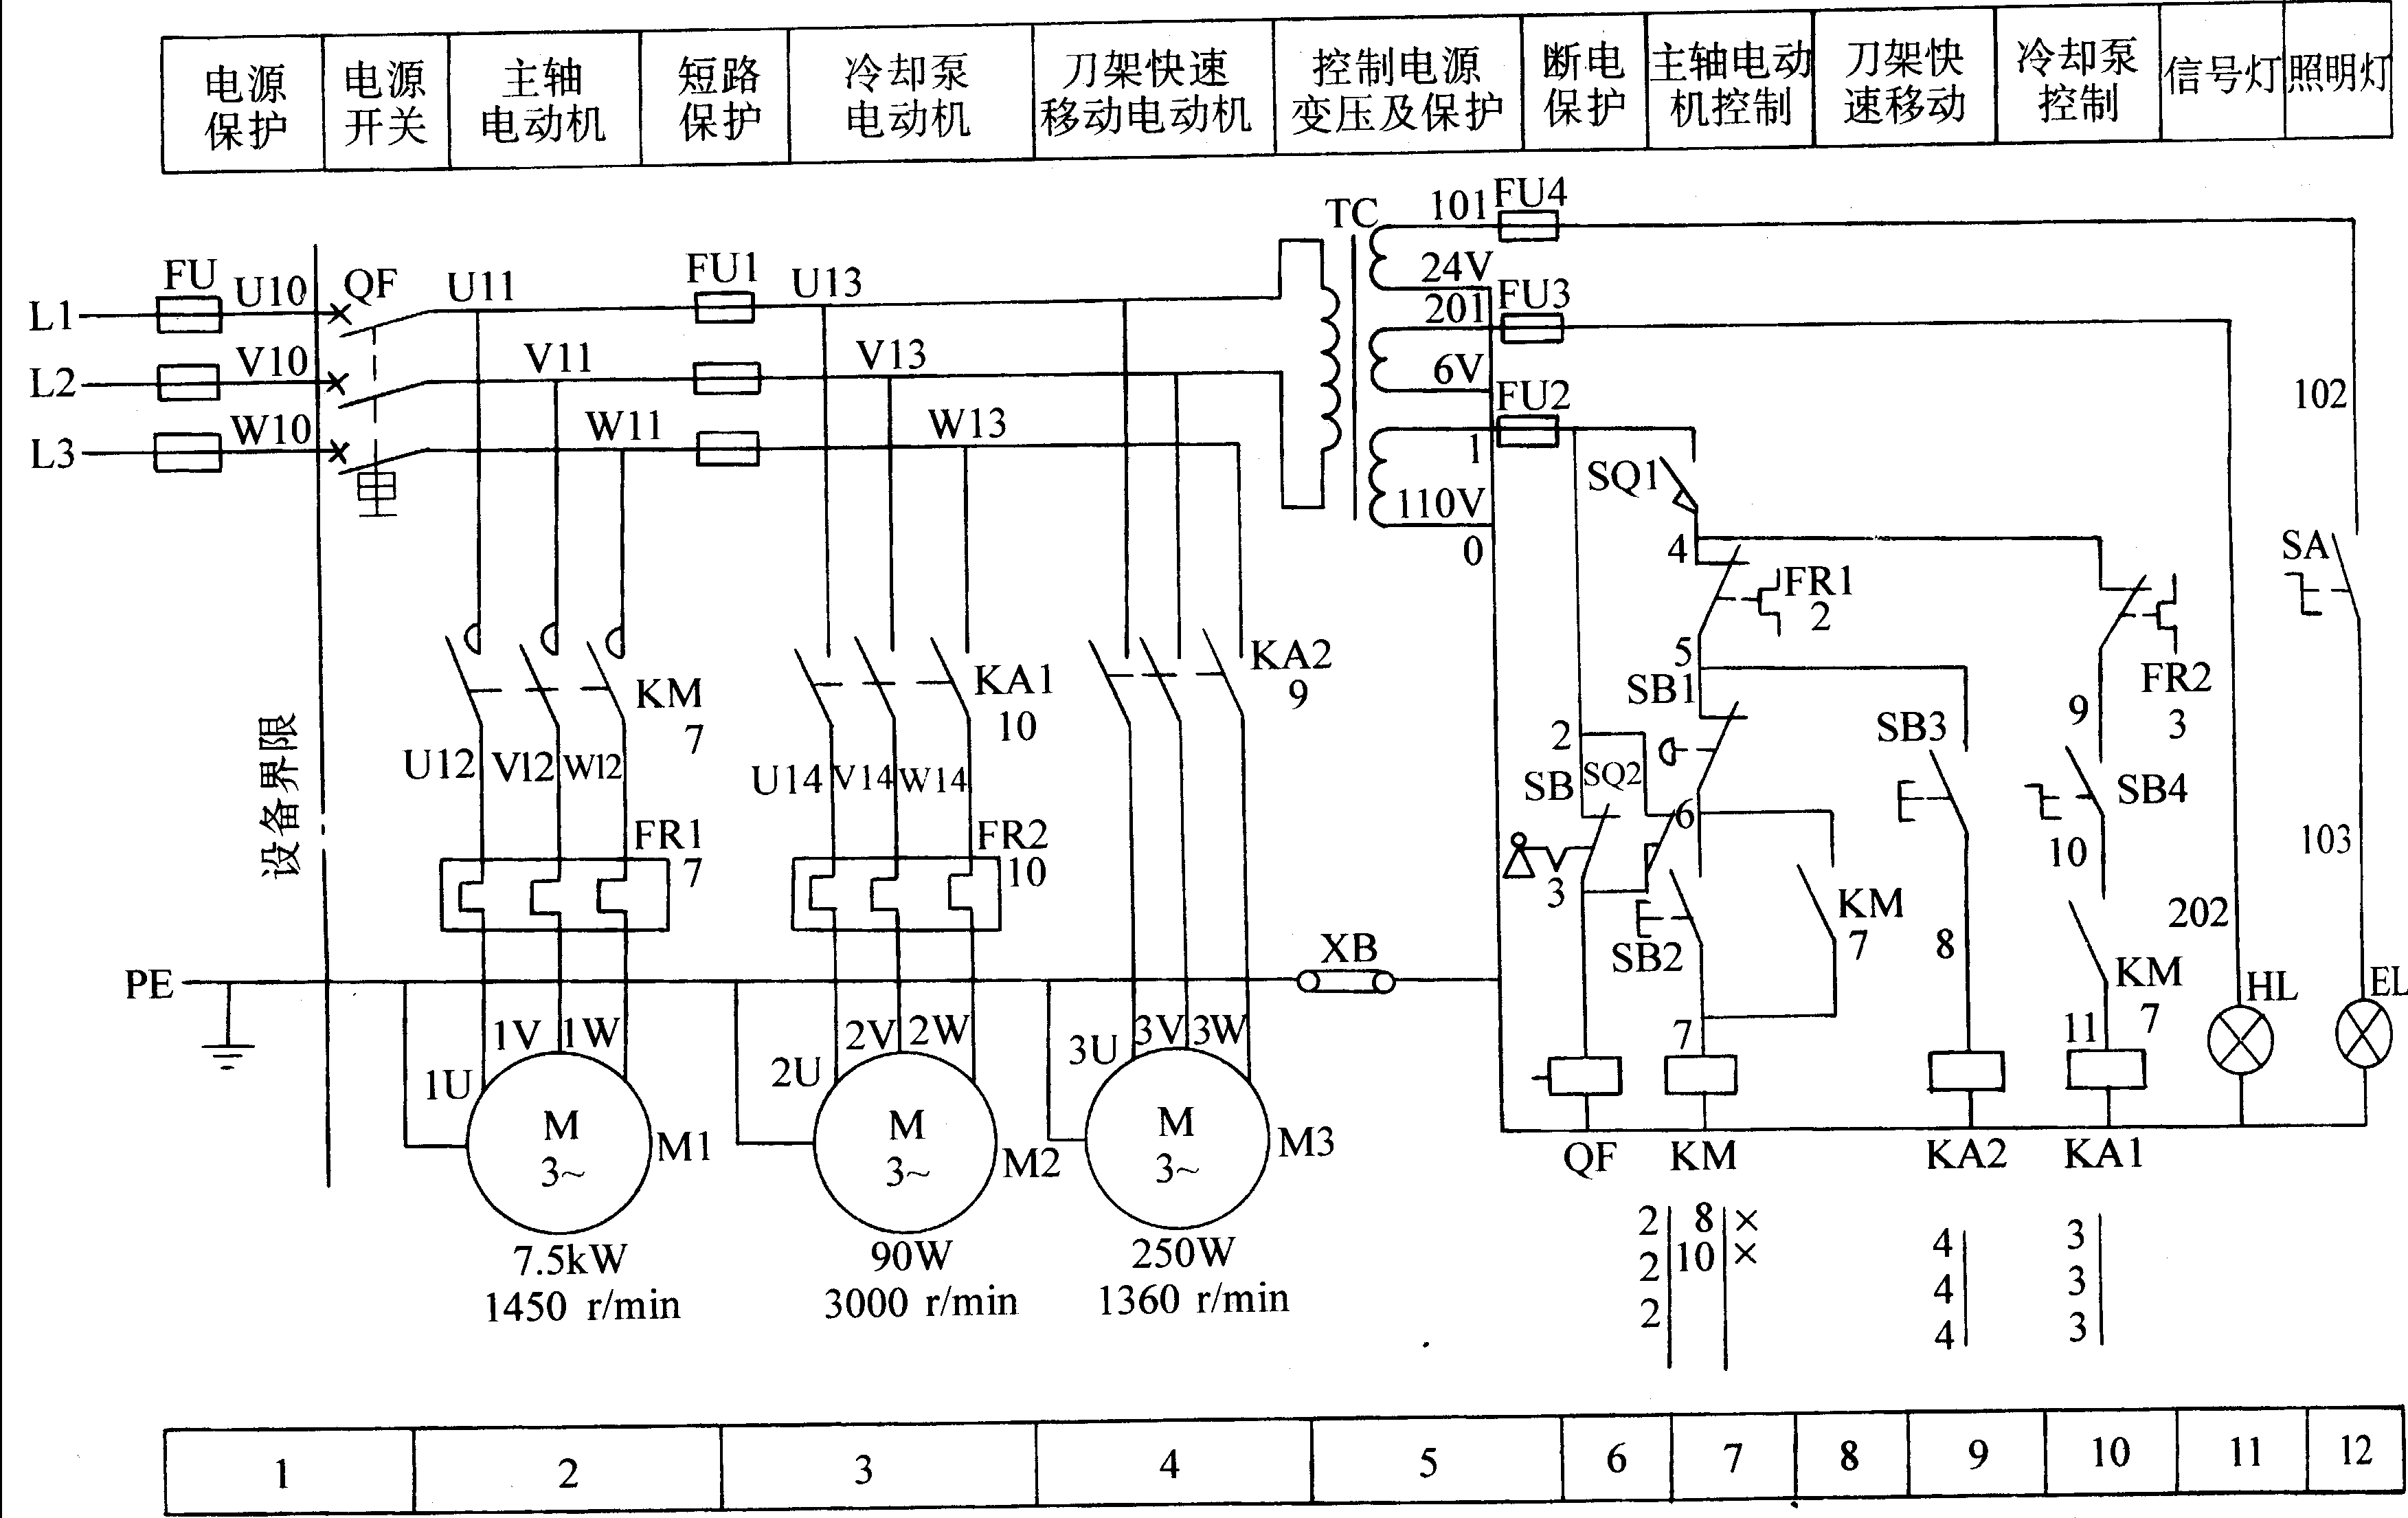 电源
保护
电源
开关
主轴
电动机
短路
保护
冷却泵
电动机
刀架快速
移动电动机
控制电源
变压及保护
断电
保护
主轴电动
机控制
刀架快
速移动
冷却泵
控制
信号灯
照明灯
TC
101
FU4
24V
201
FU3
6V
FU2
1
110V
0
L1
FU
U10
QF
U11
FU1
U13
L2
V10
V11
V13
L3
W10
W11
W13
102
SQ1
4
SA
FR1
2
5
KM
7
KA1
10
KA2
9
SB1
9
FR2
3
设备界限
U12
V12
W12
U14
V14
W14
2
SB
SQ2
SB3
SB4
6
10
103
FR1
7
FR2
10
3
KM
7
202
SB2
8
PE
XB
KM
7
HL
EL
1U
1V
1W
2U
2V
2W
3U
3V
3W
7
11
M
3~
M1
M
3~
M2
M
3~
M3
QF
KM
KA2
KA1
7.5kW
1450 r/min
90W
3000 r/min
250W
1360 r/min
2 8 ×
2 10 ×
2
4
4
4
3
3
3
1 2 3 4 5 6 7 8 9 10 11 12